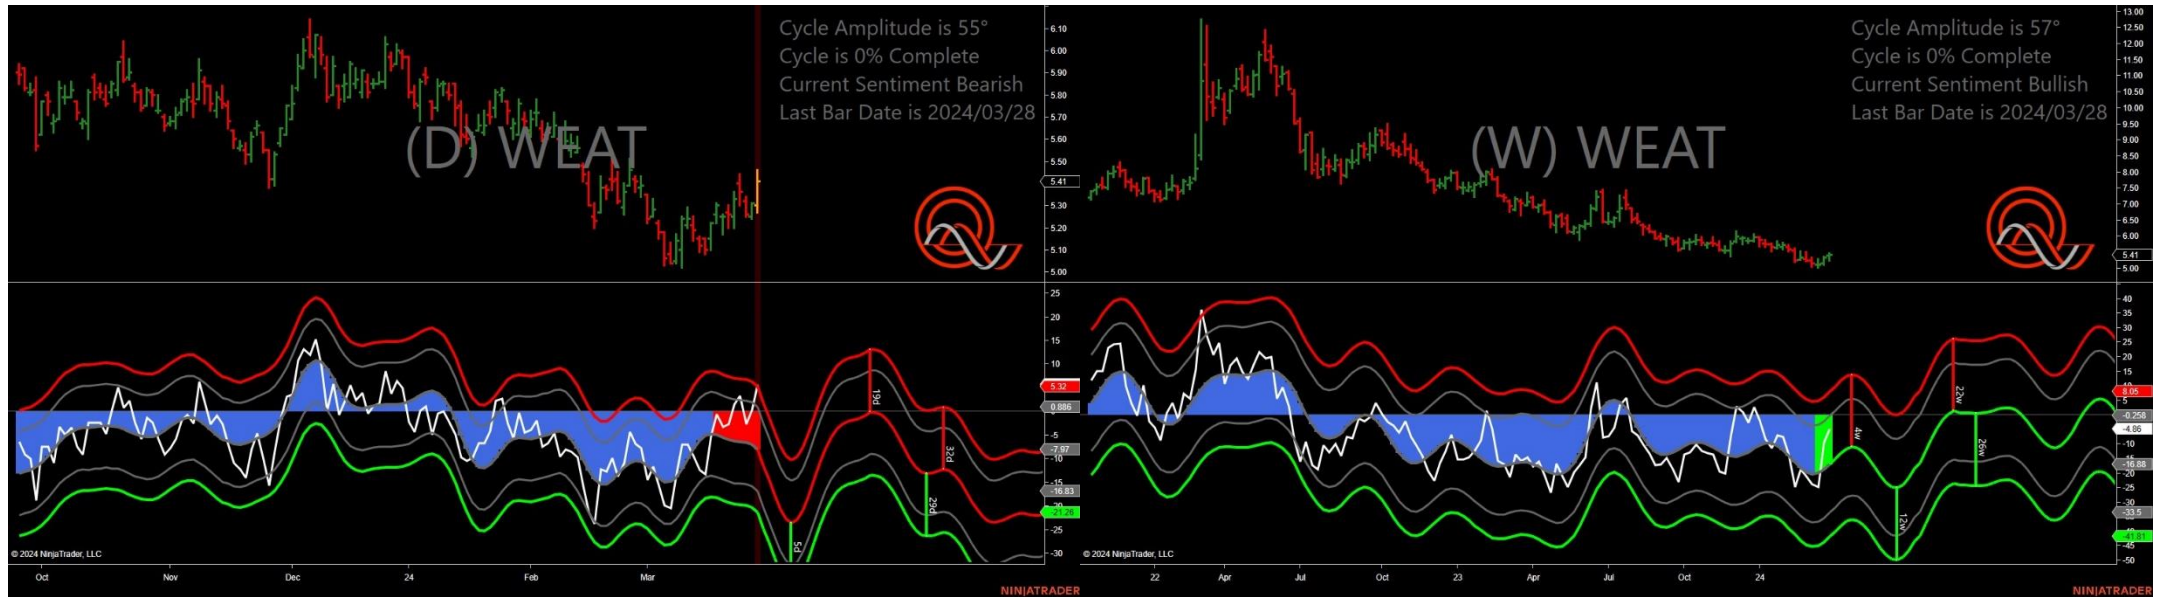 Cycle Amplitude is 55°
Cycle is 0% Complete
Current Sentiment Bearish
Last Bar Date is 2024/03/28
(D) WEAT
6.10
6.00
5.90
5.80
5.70
5.60
5.50
5.41
5.30
5.20
5.10
5.00
25
20
15
10
5.32
0.886
-5
-7.97
-10
-15
-16.83
-21.26
-25
-30
19d
32d
29d
5d
© 2024 NinjaTrader, LLC
Oct
Nov
Dec
24
Feb
Mar
NINJATRADER
Cycle Amplitude is 57°
Cycle is 0% Complete
Current Sentiment Bullish
Last Bar Date is 2024/03/28
(W) WEAT
13.00
12.50
12.00
11.50
11.00
10.50
10.00
9.50
9.00
8.50
8.00
7.50
7.00
6.50
6.00
5.41
5.00
40
35
30
25
20
15
8.05
5
-0.258
-4.86
-10
-16.88
-20
-25
-30
-33.5
-41.81
-45
-50
4w
22w
26w
12w
© 2024 NinjaTrader, LLC
22
Apr
Jul
Oct
23
Apr
Jul
Oct
24
NINJATRADER